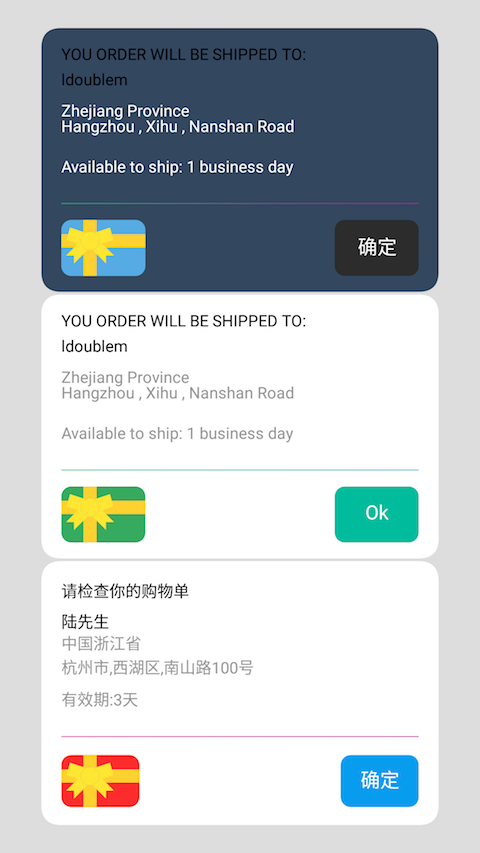 YOU ORDER WILL BE SHIPPED TO:
ldoublem
Zhejiang Province
Hangzhou , Xihu , Nanshan Road
Available to ship: 1 business day
确定
YOU ORDER WILL BE SHIPPED TO:
ldoublem
Zhejiang Province
Hangzhou , Xihu , Nanshan Road
Available to ship: 1 business day
Ok
请检查你的购物单
陆先生
中国浙江省
杭州市,西湖区,南山路100号
有效期:3天
确定